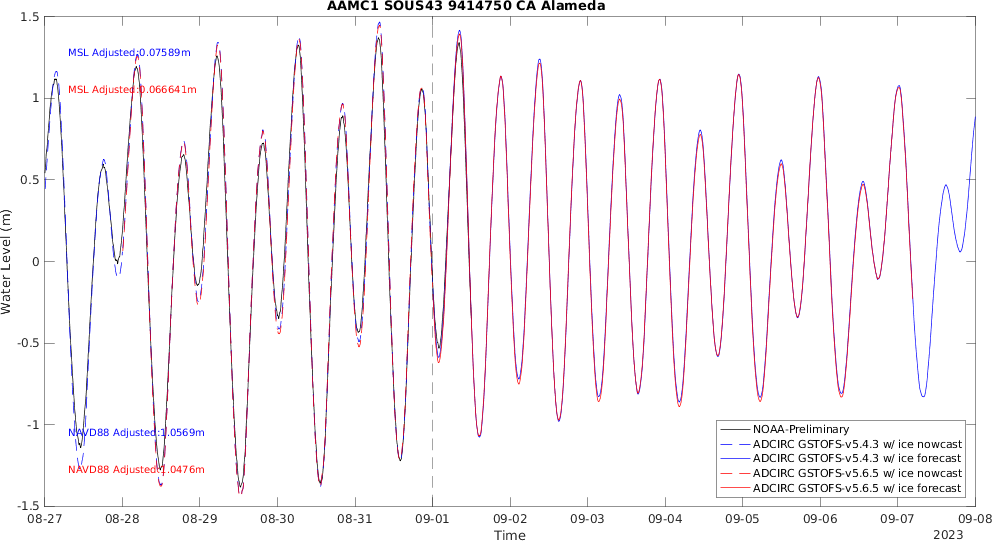 AAMC1 SOUS43 9414750 CA Alameda
1.5
MSL Adjusted:0.07589m
MSL Adjusted:0.066641m
1
0.5
0
-0.5
-1
-1.5
Water Level (m)
NAVD88 Adjusted:1.0569m
NAVD88 Adjusted:1.0476m
NOAA-Preliminary
ADCIRC GSTOFS-v5.4.3 w/ ice nowcast
ADCIRC GSTOFS-v5.4.3 w/ ice forecast
ADCIRC GSTOFS-v5.6.5 w/ ice nowcast
ADCIRC GSTOFS-v5.6.5 w/ ice forecast
08-27 08-28 08-29 08-30 08-31 09-01 09-02 09-03 09-04 09-05 09-06 09-07 09-08
Time
2023